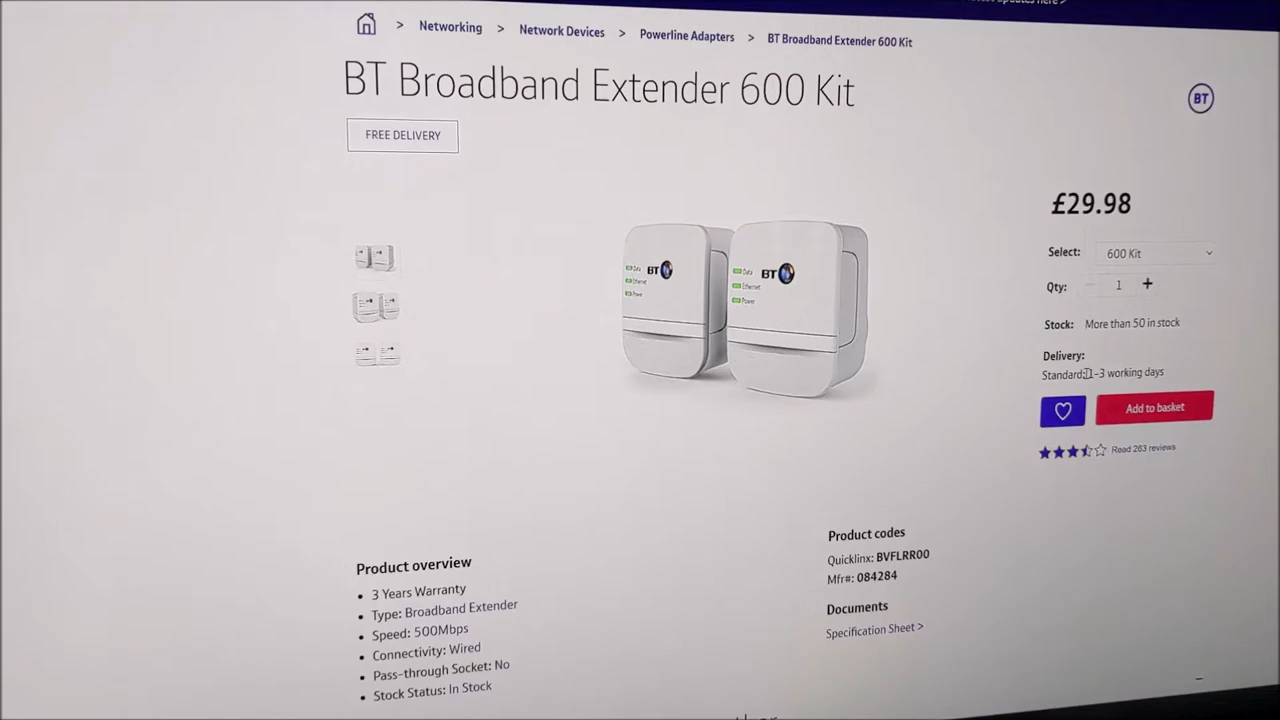 > Networking > Network Devices > Powerline Adapters > BT Broadband Extender 600 Kit
BT Broadband Extender 600 Kit
BT
FREE DELIVERY
£29.98
Select: 600 Kit
Qty: 1 +
Stock: More than 50 in stock
Delivery:
Standard: 1-3 working days
Add to basket
Read 263 reviews
Data
Ethernet
Power
BT
Data
Ethernet
Power
BT
Product overview
• 3 Years Warranty
• Type: Broadband Extender
• Speed: 500Mbps
• Connectivity: Wired
• Pass-through Socket: No
• Stock Status: In Stock
Product codes
Quicklinx: BVFLRR00
Mfr#: 084284
Documents
Specification Sheet >